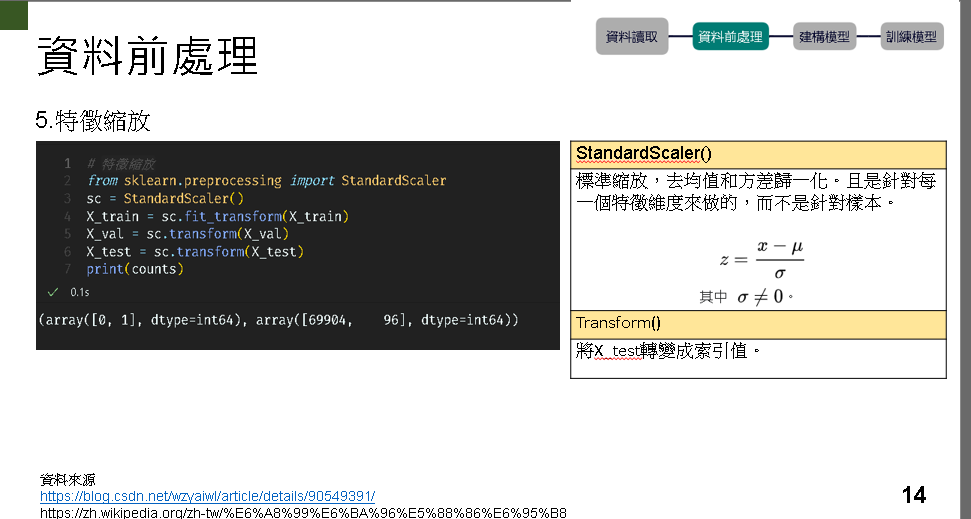 資料前處理
資料讀取 資料前處理 建構模型 訓練模型
5.特徵縮放
1 # 特徵縮放
2 from sklearn.preprocessing import StandardScaler
3 sc = StandardScaler()
4 X_train = sc.fit_transform(X_train)
5 X_val = sc.transform(X_val)
6 X_test = sc.transform(X_test)
7 print(counts)
✓ 0.1s
(array([0, 1], dtype=int64), array([69904,    96], dtype=int64))
StandardScaler()
標準縮放，去均值和方差歸一化。且是針對每
一個特徵維度來做的，而不是針對樣本。
z = (x − μ) / σ
其中 σ ≠ 0。
Transform()
將X_test轉變成索引值。
資料來源
https://blog.csdn.net/wzyaiwl/article/details/90549391/
https://zh.wikipedia.org/zh-tw/%E6%A8%99%E6%BA%96%E5%88%86%E6%95%B8
14